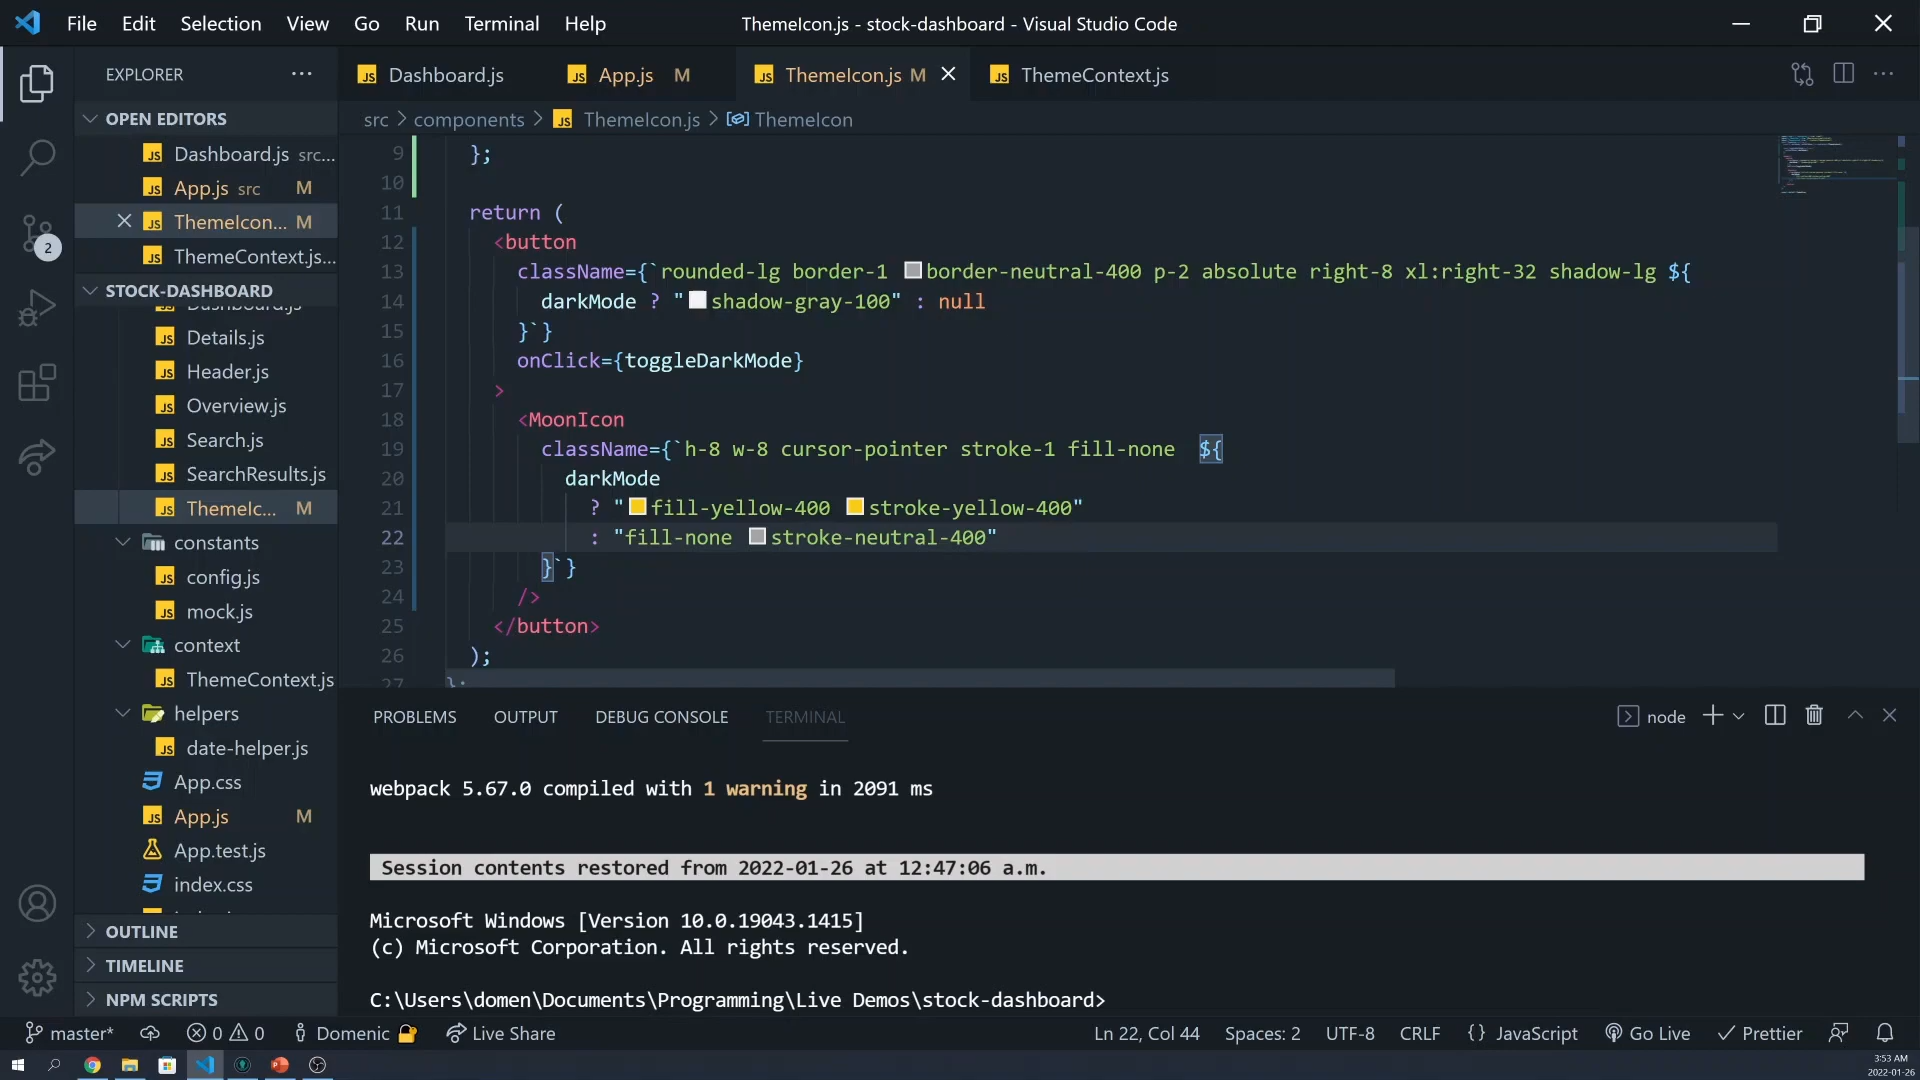 File Edit Selection View Go Run Terminal Help
ThemeIcon.js - stock-dashboard - Visual Studio Code
EXPLORER ...
Dashboard.js
App.js M
ThemeIcon.js M
ThemeContext.js
OPEN EDITORS
src > components > ThemeIcon.js > ThemeIcon
Dashboard.js src...
App.js src M
ThemeIcon... M
ThemeContext.js...
STOCK-DASHBOARD
Dashboard.js
Details.js
Header.js
Overview.js
Search.js
SearchResults.js
ThemeIc... M
constants
config.js
mock.js
context
ThemeContext.js
helpers
date-helper.js
App.css
App.js M
App.test.js
index.css
OUTLINE
TIMELINE
NPM SCRIPTS
2
9 };
10
11 return (
12 <button
13 className={`rounded-lg border-1 border-neutral-400 p-2 absolute right-8 xl:right-32 shadow-lg ${
14 darkMode ? "shadow-gray-100" : null
15 }`}
16 onClick={toggleDarkMode}
17 >
18 <MoonIcon
19 className={`h-8 w-8 cursor-pointer stroke-1 fill-none  ${
20 darkMode
21 ? "fill-yellow-400 stroke-yellow-400"
22 : "fill-none stroke-neutral-400"
23 }`}
24 />
25 </button>
26 );
27 };
PROBLEMS OUTPUT DEBUG CONSOLE TERMINAL
node
webpack 5.67.0 compiled with 1 warning in 2091 ms
Session contents restored from 2022-01-26 at 12:47:06 a.m.
Microsoft Windows [Version 10.0.19043.1415]
(c) Microsoft Corporation. All rights reserved.
C:\Users\domen\Documents\Programming\Live Demos\stock-dashboard>
master* 0 0 Domenic Live Share
Ln 22, Col 44 Spaces: 2 UTF-8 CRLF {} JavaScript Go Live Prettier
3:53 AM
2022-01-26